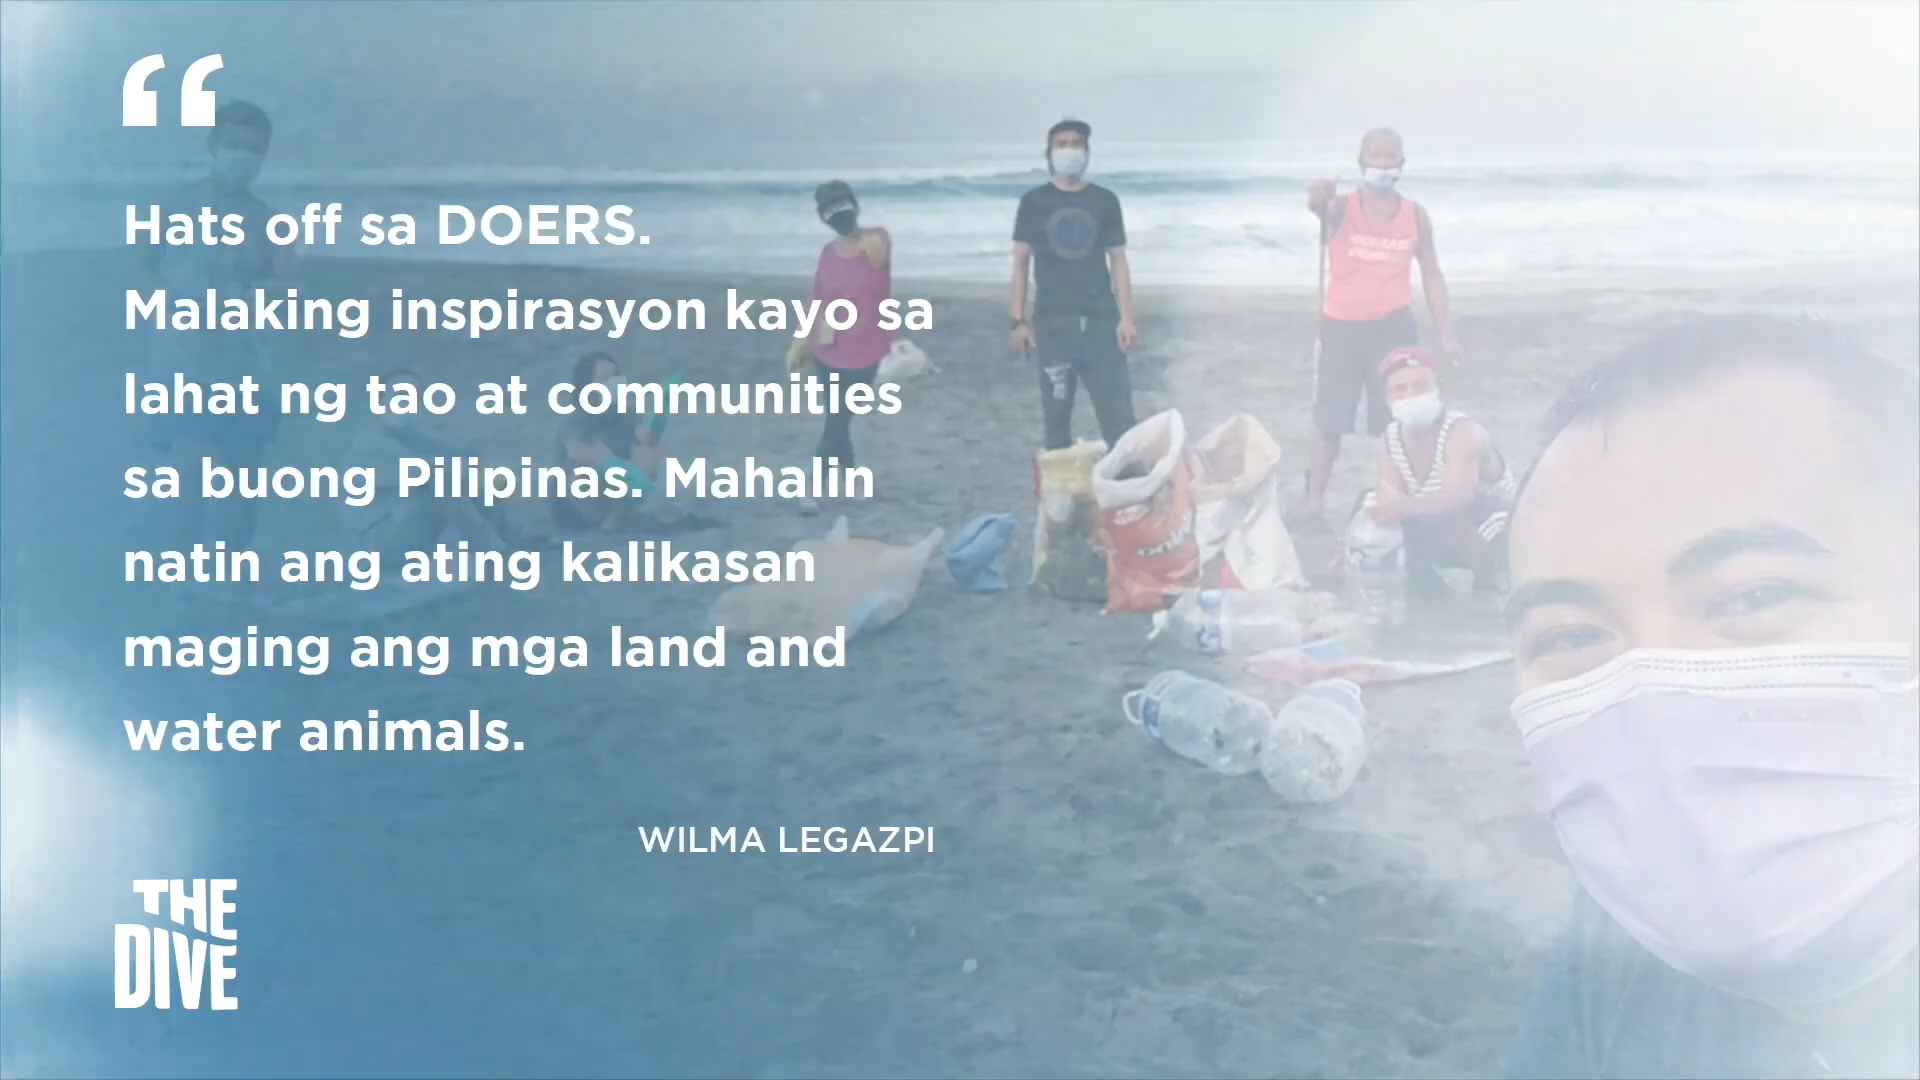 “
Hats off sa DOERS.
Malaking inspirasyon kayo sa
lahat ng tao at communities
sa buong Pilipinas. Mahalin
natin ang ating kalikasan
maging ang mga land and
water animals.
WILMA LEGAZPI
THE
DIVE